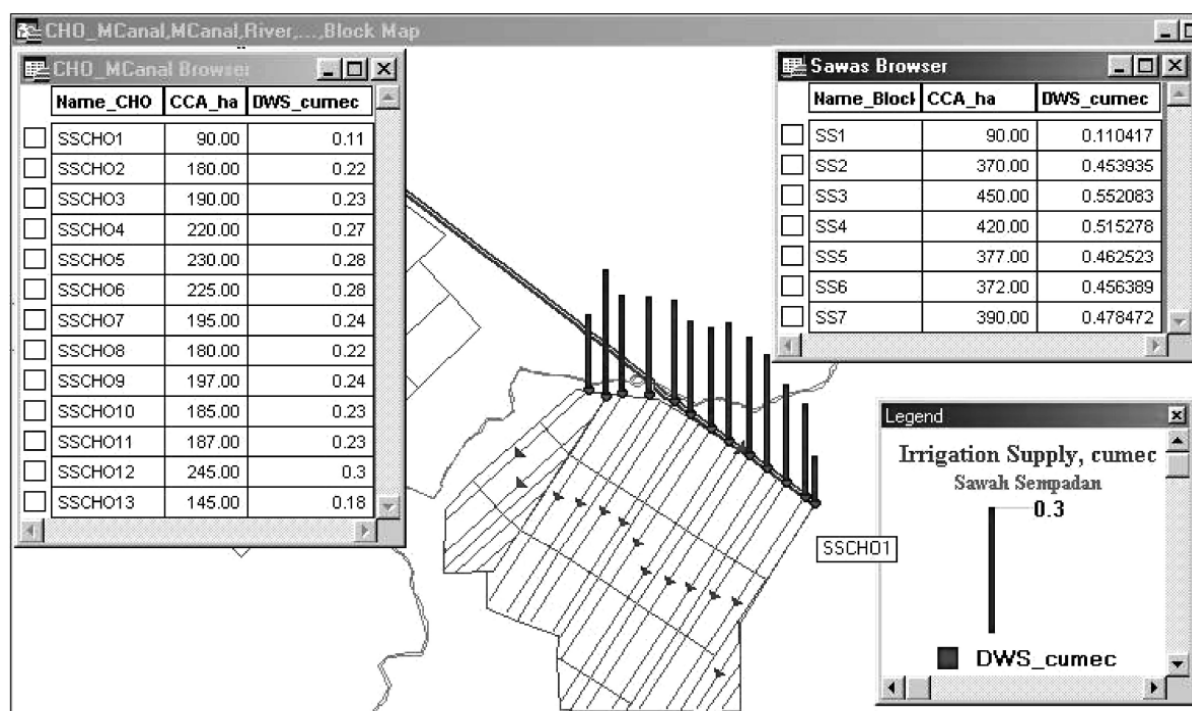 CHO_MCanal,MCanal,River,...,Block Map
CHO_MCanal Browser
Name_CHO CCA_ha DWS_cumec
SSCHO1 90.00 0.11
SSCHO2 180.00 0.22
SSCHO3 190.00 0.23
SSCHO4 220.00 0.27
SSCHO5 230.00 0.28
SSCHO6 225.00 0.28
SSCHO7 195.00 0.24
SSCHO8 180.00 0.22
SSCHO9 197.00 0.24
SSCHO10 185.00 0.23
SSCHO11 187.00 0.23
SSCHO12 245.00 0.3
SSCHO13 145.00 0.18
Sawas Browser
Name_Block CCA_ha DWS_cumec
SS1 90.00 0.110417
SS2 370.00 0.453935
SS3 450.00 0.552083
SS4 420.00 0.515278
SS5 377.00 0.462523
SS6 372.00 0.456389
SS7 390.00 0.478472
SSCHO1
Legend
Irrigation Supply, cumec
Sawah Sempadan
0.3
DWS_cumec